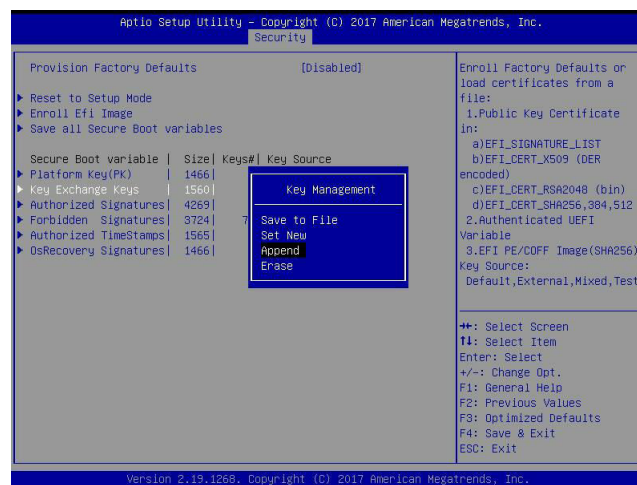 Aptio Setup Utility – Copyright (C) 2017 American Megatrends, Inc.
Security
Provision Factory Defaults [Disabled]
Reset to Setup Mode
Enroll Efi Image
Save all Secure Boot variables
Secure Boot variable | Size| Keys#| Key Source
Platform Key(PK) | 1466|
Key Exchange Keys | 1560|
Authorized Signatures| 4269|
Forbidden Signatures| 3724| 7
Authorized TimeStamps| 1565|
OsRecovery Signatures| 1466|
Key Management
Save to File
Set New
Append
Erase
Enroll Factory Defaults or
load certificates from a
file:
1.Public Key Certificate
in:
a)EFI_SIGNATURE_LIST
b)EFI_CERT_X509 (DER
encoded)
c)EFI_CERT_RSA2048 (bin)
d)EFI_CERT_SHA256,384,512
2.Authenticated UEFI
Variable
3.EFI PE/COFF Image(SHA256)
Key Source:
Default,External,Mixed,Test
→←: Select Screen
↑↓: Select Item
Enter: Select
+/-: Change Opt.
F1: General Help
F2: Previous Values
F3: Optimized Defaults
F4: Save & Exit
ESC: Exit
Version 2.19.1268. Copyright (C) 2017 American Megatrends, Inc.